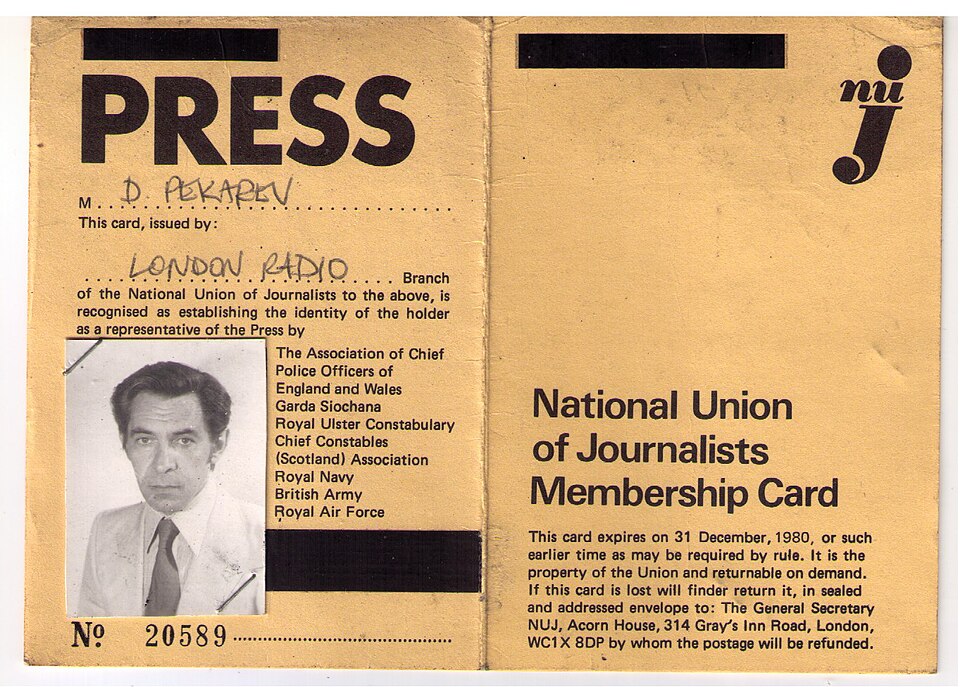 PRESS
M D. PEKAREV
This card, issued by:
LONDON RADIO Branch
of the National Union of Journalists to the above, is
recognised as establishing the identity of the holder
as a representative of the Press by
The Association of Chief
Police Officers of
England and Wales
Garda Siochana
Royal Ulster Constabulary
Chief Constables
(Scotland) Association
Royal Navy
British Army
Royal Air Force
Nº 20589
nuj
National Union
of Journalists
Membership Card
This card expires on 31 December, 1980, or such
earlier time as may be required by rule. It is the
property of the Union and returnable on demand.
If this card is lost will finder return it, in sealed
and addressed envelope to: The General Secretary
NUJ, Acorn House, 314 Gray's Inn Road, London,
WC1X 8DP by whom the postage will be refunded.